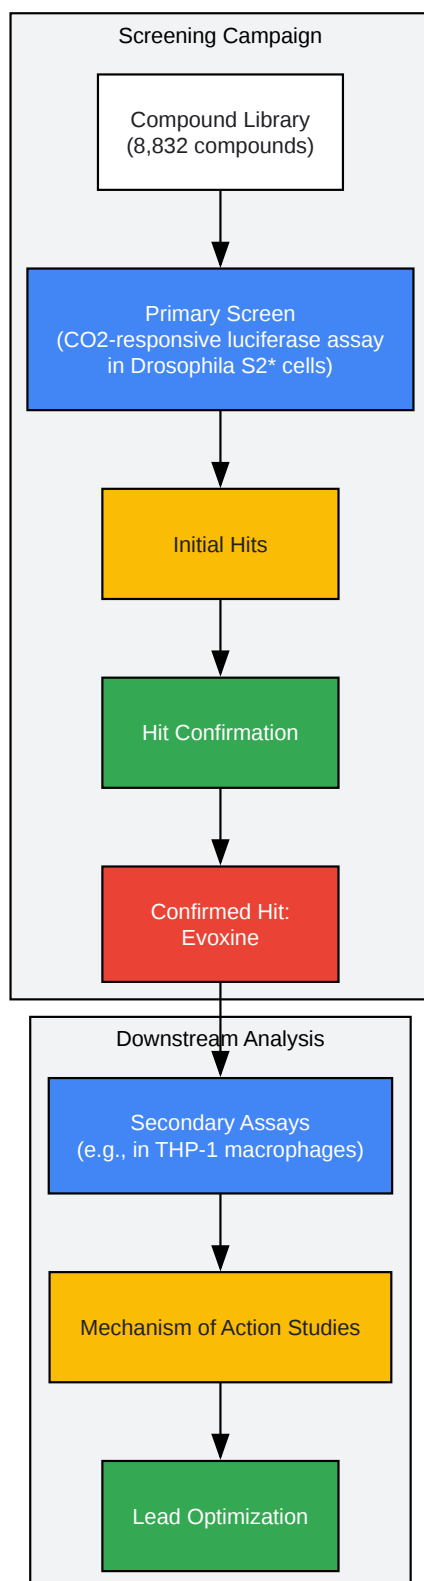 Screening Campaign
Compound Library
(8,832 compounds)
Primary Screen
(CO2-responsive luciferase assay
in Drosophila S2* cells)
Initial Hits
Hit Confirmation
Confirmed Hit:
Evoxine
Downstream Analysis
Secondary Assays
(e.g., in THP-1 macrophages)
Mechanism of Action Studies
Lead Optimization